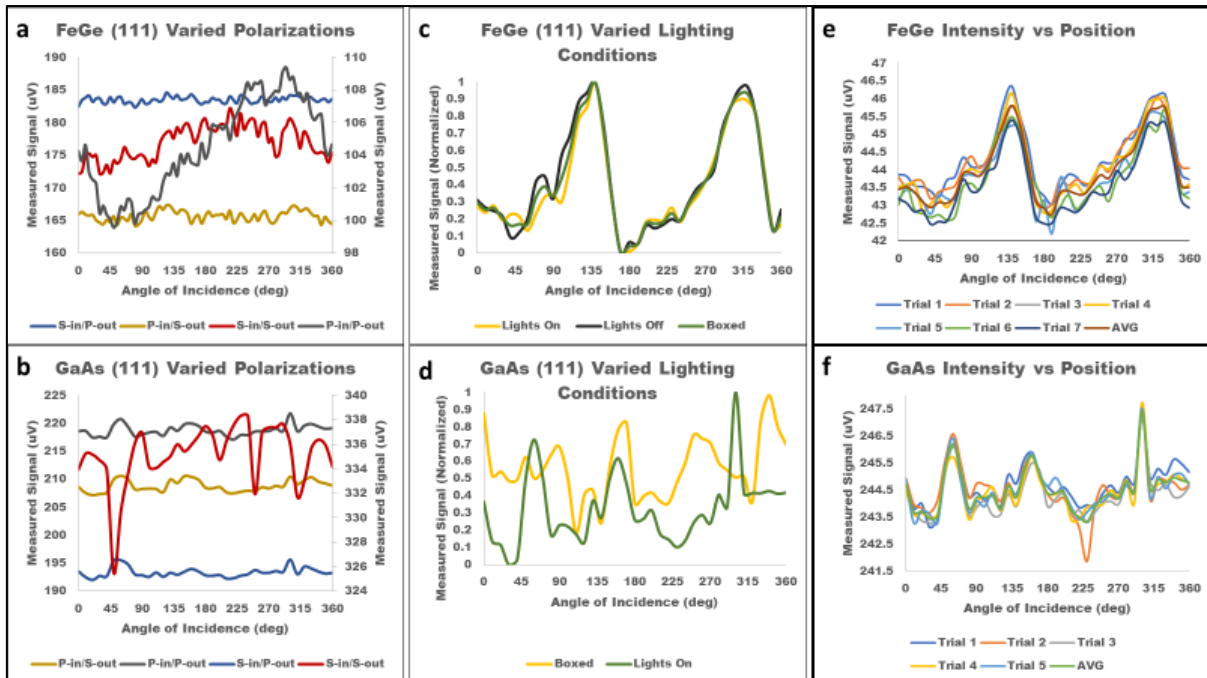 a
FeGe (111) Varied Polarizations
Measured Signal (uV)
190
185
180
175
170
165
160
110
108
106
104
102
100
98
Measured Signal (uV)
0 45 90 135 180 225 270 315 360
Angle of Incidence (deg)
S-in/P-out P-in/S-out S-in/S-out P-in/P-out
b
GaAs (111) Varied Polarizations
Measured Signal (uV)
225
220
215
210
205
200
195
190
340
338
336
334
332
330
328
326
324
Measured Signal (uV)
0 45 90 135 180 225 270 315 360
Angle of Incidence (deg)
P-in/S-out P-in/P-out S-in/P-out S-in/S-out
c
FeGe (111) Varied Lighting
Conditions
Measured Signal (Normalized)
1
0.9
0.8
0.7
0.6
0.5
0.4
0.3
0.2
0.1
0
0 45 90 135 180 225 270 315 360
Angle of Incidence (deg)
Lights On Lights Off Boxed
d
GaAs (111) Varied Lighting
Conditions
Measured Signal (Normalized)
1
0.9
0.8
0.7
0.6
0.5
0.4
0.3
0.2
0.1
0
0 45 90 135 180 225 270 315 360
Angle of Incidence (deg)
Boxed Lights On
e
FeGe Intensity vs Position
Measured Signal (uV)
47
46.5
46
45.5
45
44.5
44
43.5
43
42.5
42
0 45 90 135 180 225 270 315 360
Angle of Incidence (deg)
Trial 1 Trial 2 Trial 3 Trial 4
Trial 5 Trial 6 Trial 7 AVG
f
GaAs Intensity vs Position
Measured Signal (uV)
247.5
246.5
245.5
244.5
243.5
242.5
241.5
0 45 90 135 180 225 270 315 360
Angle of Incidence (deg)
Trial 1 Trial 2 Trial 3
Trial 4 Trial 5 AVG